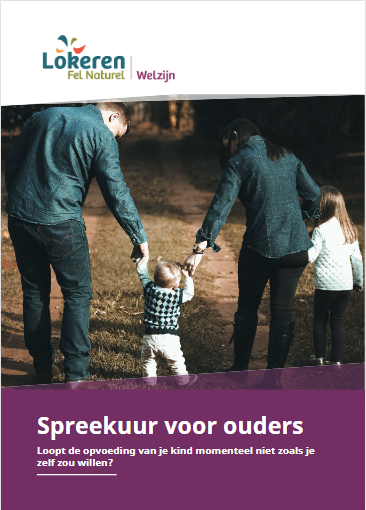 Lokeren
Fel Naturel
Welzijn
Spreekuur voor ouders
Loopt de opvoeding van je kind momenteel niet zoals je
zelf zou willen?